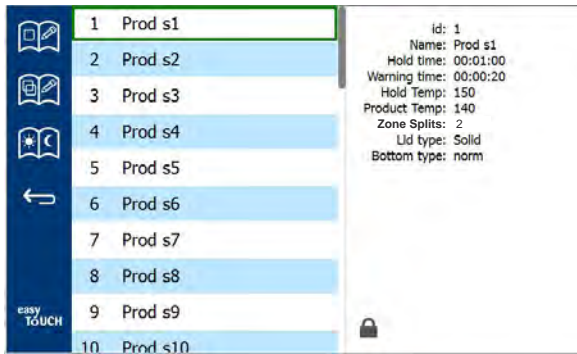 1 Prod s1
2 Prod s2
3 Prod s3
4 Prod s4
5 Prod s5
6 Prod s6
7 Prod s7
8 Prod s8
9 Prod s9
10 Prod s10
easy
ToUCH
id: 1
Name: Prod s1
Hold time: 00:01:00
Warning time: 00:00:20
Hold Temp: 150
Product Temp: 140
Zone Splits: 2
Lid type: Solid
Bottom type: norm